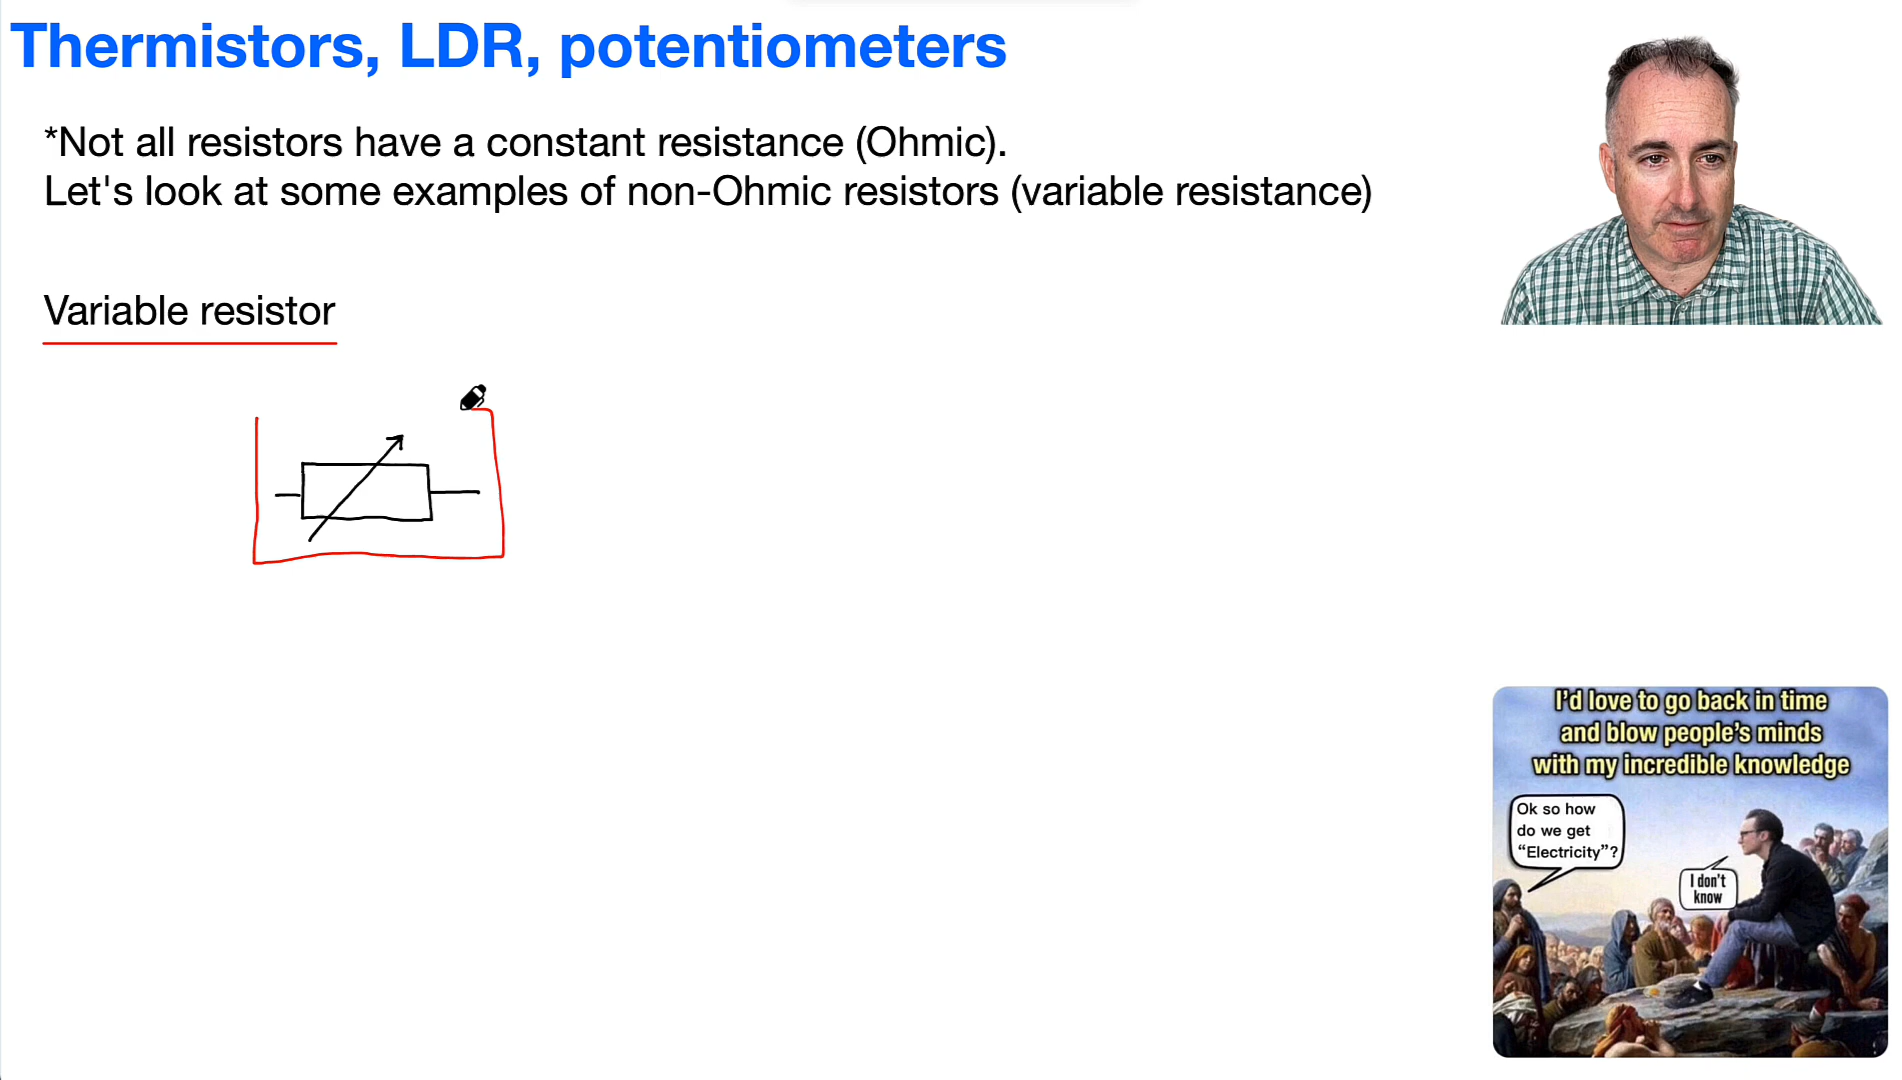 Thermistors, LDR, potentiometers
*Not all resistors have a constant resistance (Ohmic).
Let's look at some examples of non-Ohmic resistors (variable resistance)
Variable resistor
I'd love to go back in time
and blow people's minds
with my incredible knowledge
Ok so how
do we get
“Electricity”?
I don't
know